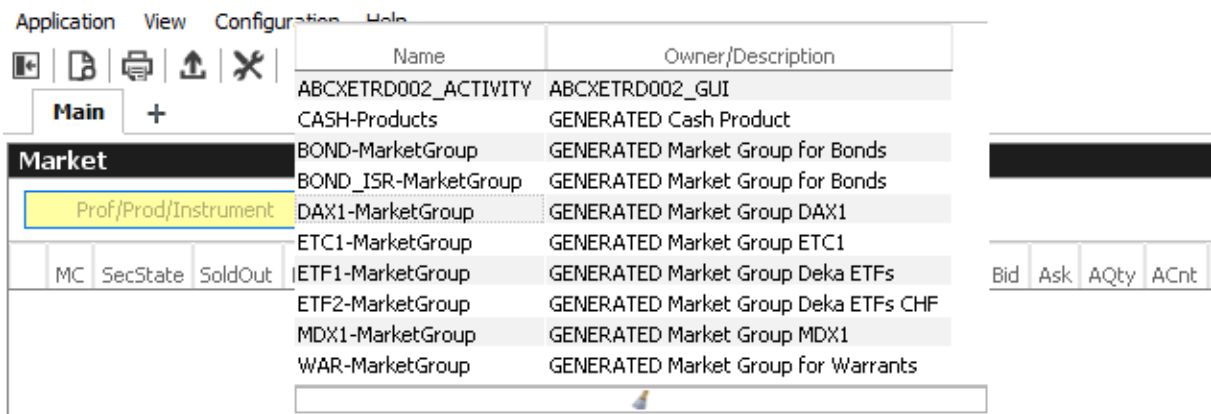 Application View Configuration Help
Main +
Market
Prof/Prod/Instrument
MC SecState SoldOut Bid Ask AQty ACnt
Name Owner/Description
ABCXETRD002_ACTIVITY ABCXETRD002_GUI
CASH-Products GENERATED Cash Product
BOND-MarketGroup GENERATED Market Group for Bonds
BOND_ISR-MarketGroup GENERATED Market Group for Bonds
DAX1-MarketGroup GENERATED Market Group DAX1
ETC1-MarketGroup GENERATED Market Group ETC1
ETF1-MarketGroup GENERATED Market Group Deka ETFs
ETF2-MarketGroup GENERATED Market Group Deka ETFs CHF
MDX1-MarketGroup GENERATED Market Group MDX1
WAR-MarketGroup GENERATED Market Group for Warrants